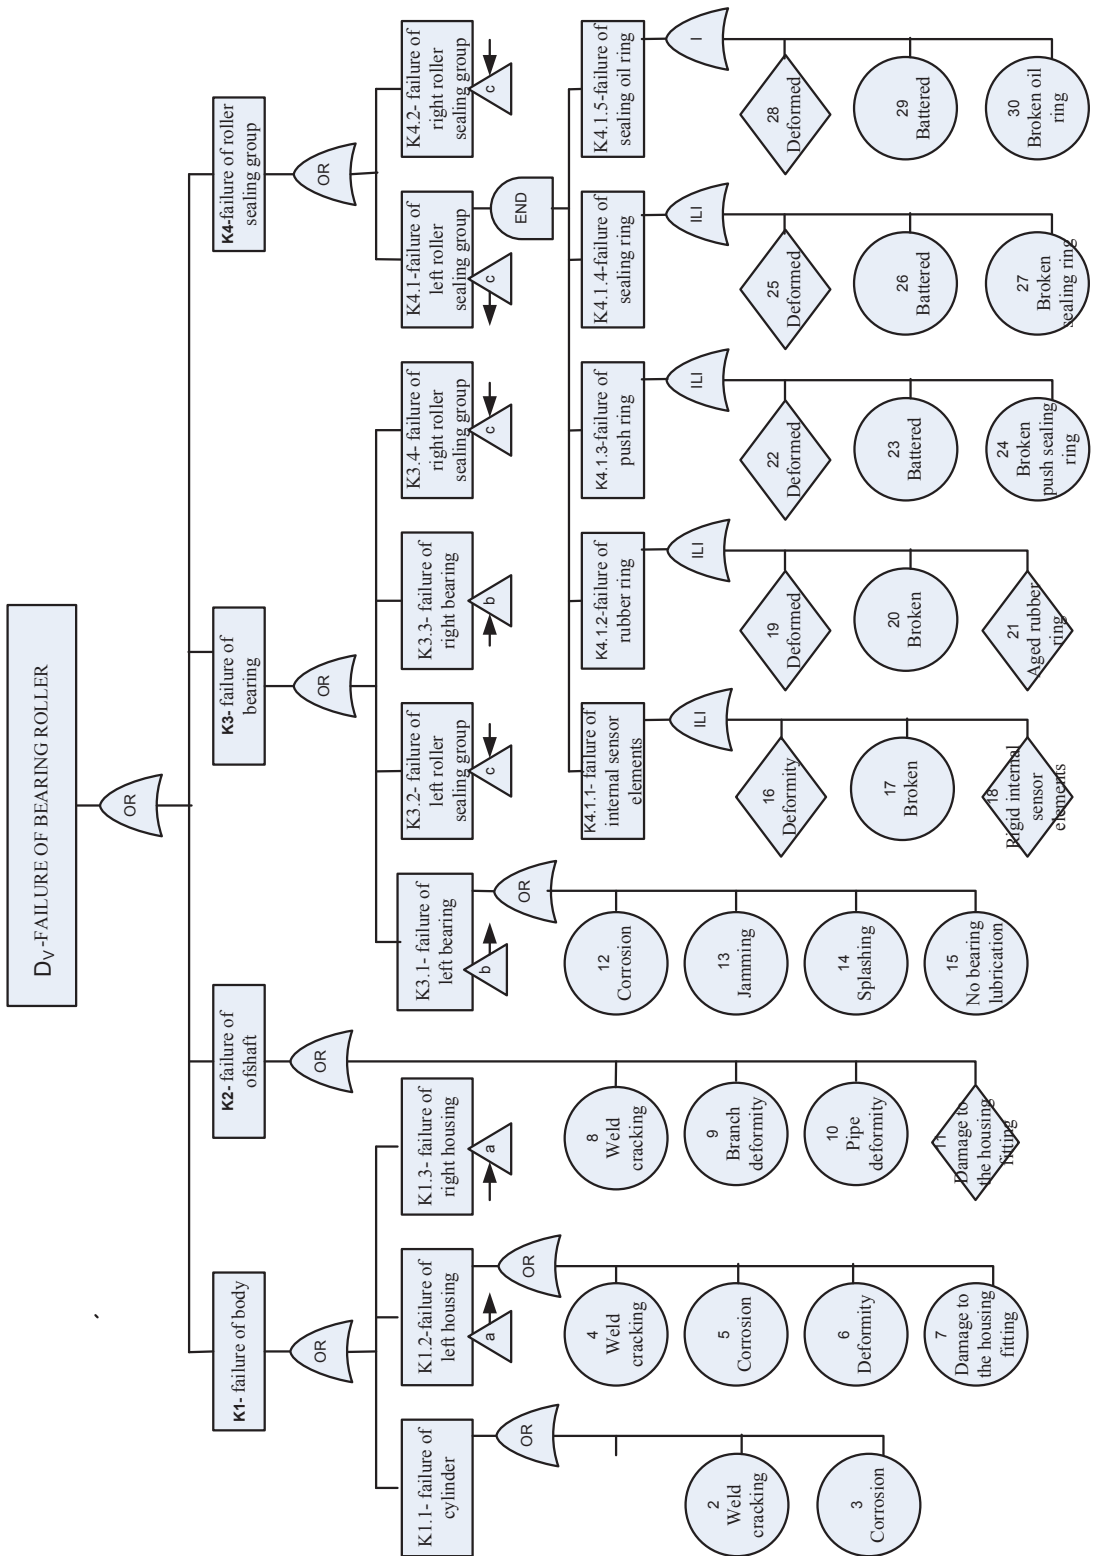 D_V-FAILURE OF BEARING ROLLER
OR
K1- failure of body
OR
K2- failure of
ofshaft
OR
K3- failure of
bearing
OR
K4-failure of roller
sealing group
OR
K1.1- failure of
cylinder
OR
K1.2-failure of
left housing
a
OR
K1.3- failure of
right housing
a
K3.1- failure of
left bearing
b
OR
K3.2- failure of
left roller
sealing group
c
K3.3- failure of
right bearing
b
K3.4- failure of
right roller
sealing group
c
K4.1-failure of
left roller
sealing group
c
END
K4.2- failure of
right roller
sealing group
c
K4.1.1- failure of
internal sensor
elements
ILI
K4.1.2-failure of
rubber ring
ILI
K4.1.3-failure of
push ring
ILI
K4.1.4-failure of
sealing ring
ILI
K4.1.5-failure of
sealing oil ring
I
2
Weld
cracking
3
Corrosion
4
Weld
cracking
5
Corrosion
6
Deformity
7
Damage to
the housing
fitting
8
Weld
cracking
9
Branch
deformity
10
Pipe
deformity
11
Damage to
the housing
fitting
12
Corrosion
13
Jamming
14
Splashing
15
No bearing
lubrication
16
Deformity
17
Broken
18
Rigid internal
sensor
elements
19
Deformed
20
Broken
21
Aged rubber
ring
22
Deformed
23
Battered
24
Broken
push sealing
ring
25
Deformed
26
Battered
27
Broken
sealing ring
28
Deformed
29
Battered
30
Broken oil
ring